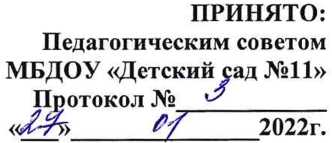 ПРИНЯТО:
Педагогическим советом
МБДОУ «Детский сад №11»
Протокол № 3
«27» 01 2022г.